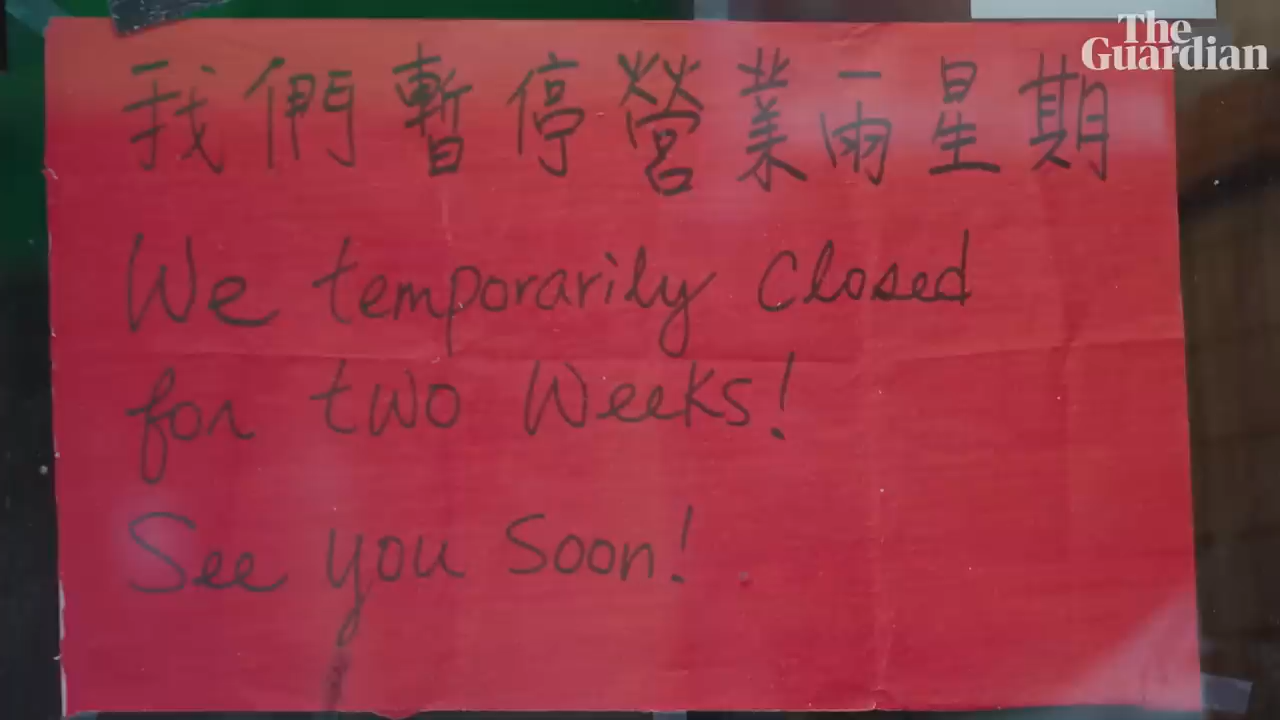 The
Guardian
我們暫停營業兩星期
We temporarily closed
for two weeks!
See you soon!